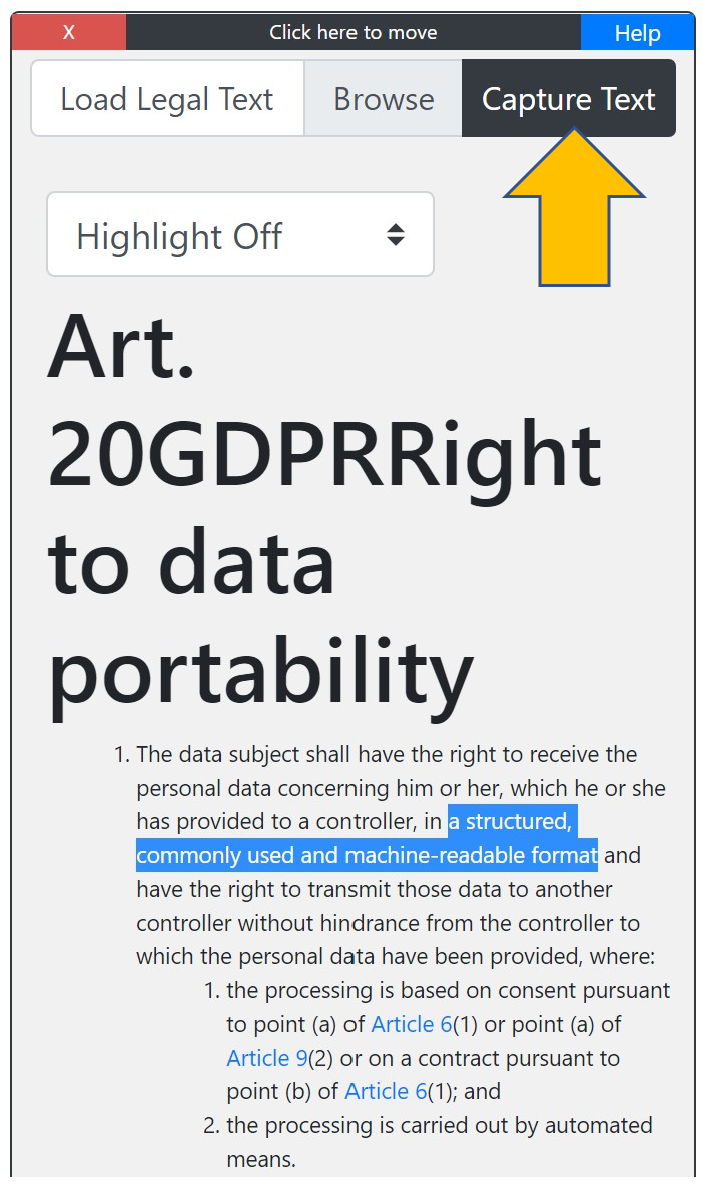 X Click here to move Help
Load Legal Text Browse Capture Text
Highlight Off
Art.
20GDPRRight
to data
portability
1. The data subject shall have the right to receive the
personal data concerning him or her, which he or she
has provided to a controller, in a structured,
commonly used and machine-readable format and
have the right to transmit those data to another
controller without hindrance from the controller to
which the personal data have been provided, where:
1. the processing is based on consent pursuant
to point (a) of Article 6(1) or point (a) of
Article 9(2) or on a contract pursuant to
point (b) of Article 6(1); and
2. the processing is carried out by automated
means.